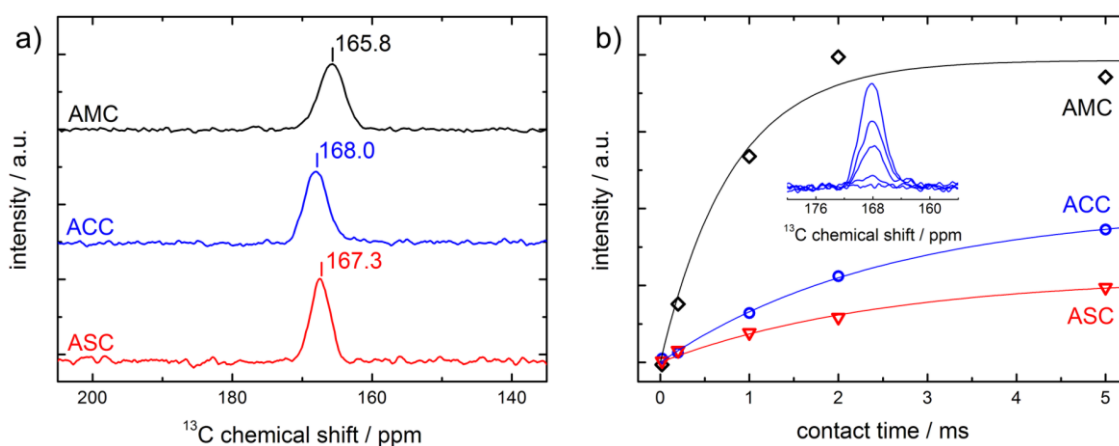 a)
165.8
AMC
168.0
ACC
167.3
ASC
intensity / a.u.
200
180
160
140
¹³C chemical shift / ppm
b)
AMC
ACC
ASC
176
168
160
¹³C chemical shift / ppm
intensity / a.u.
0
1
2
3
4
5
contact time / ms